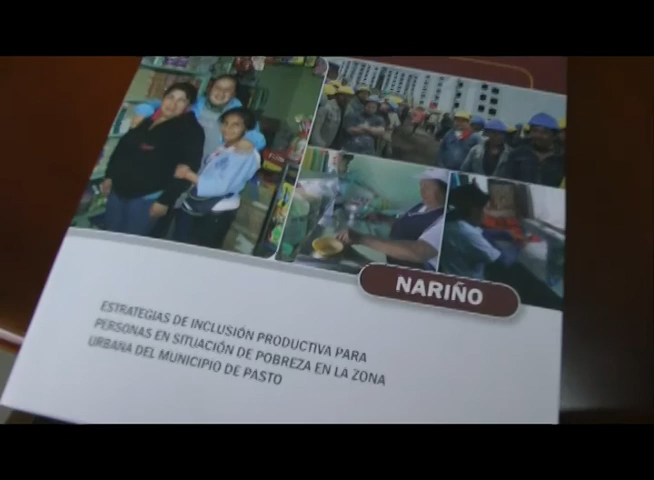 NARIÑO
ESTRATEGIAS DE INCLUSIÓN PRODUCTIVA PARA
PERSONAS EN SITUACIÓN DE POBREZA EN LA ZONA
URBANA DEL MUNICIPIO DE PASTO